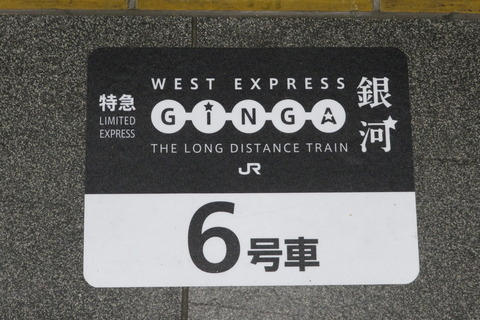 WEST EXPRESS
特急
LIMITED
EXPRESS
GiNGA
銀河
THE LONG DISTANCE TRAIN
JR
6号車